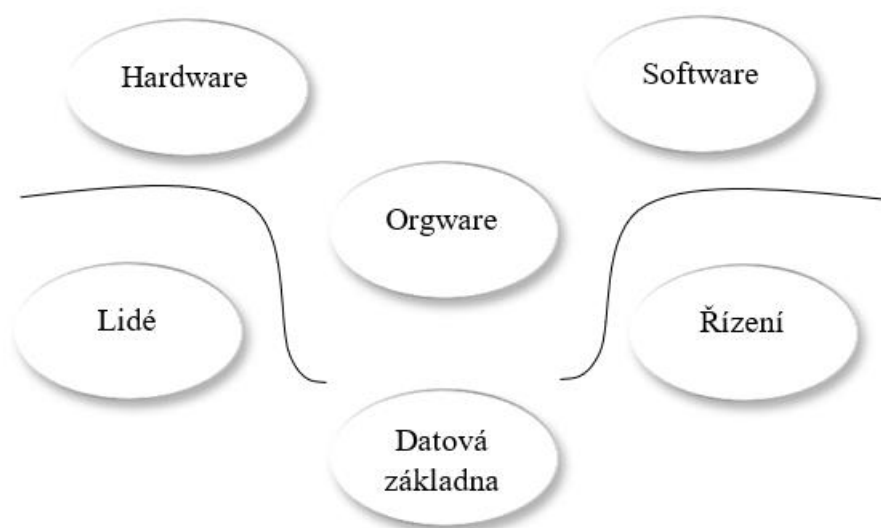 Hardware
Software
Orgware
Lidé
Řízení
Datová
základna